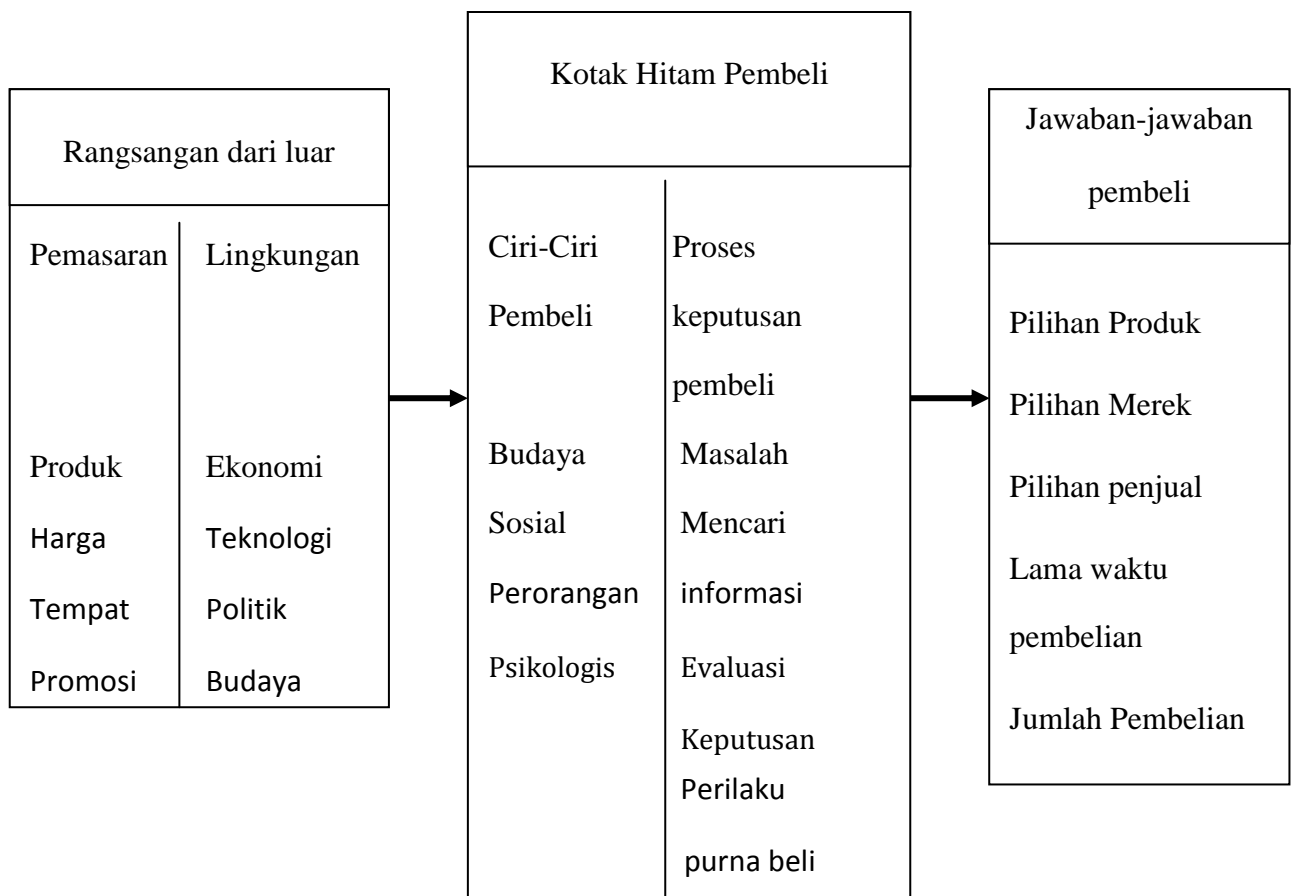 Rangsangan dari luar
Pemasaran
Lingkungan
Produk
Harga
Tempat
Promosi
Ekonomi
Teknologi
Politik
Budaya
Kotak Hitam Pembeli
Ciri-Ciri
Pembeli
Budaya
Sosial
Perorangan
Psikologis
Proses
keputusan
pembeli
Masalah
Mencari
informasi
Evaluasi
Keputusan
Perilaku
purna beli
Jawaban-jawaban
pembeli
Pilihan Produk
Pilihan Merek
Pilihan penjual
Lama waktu
pembelian
Jumlah Pembelian